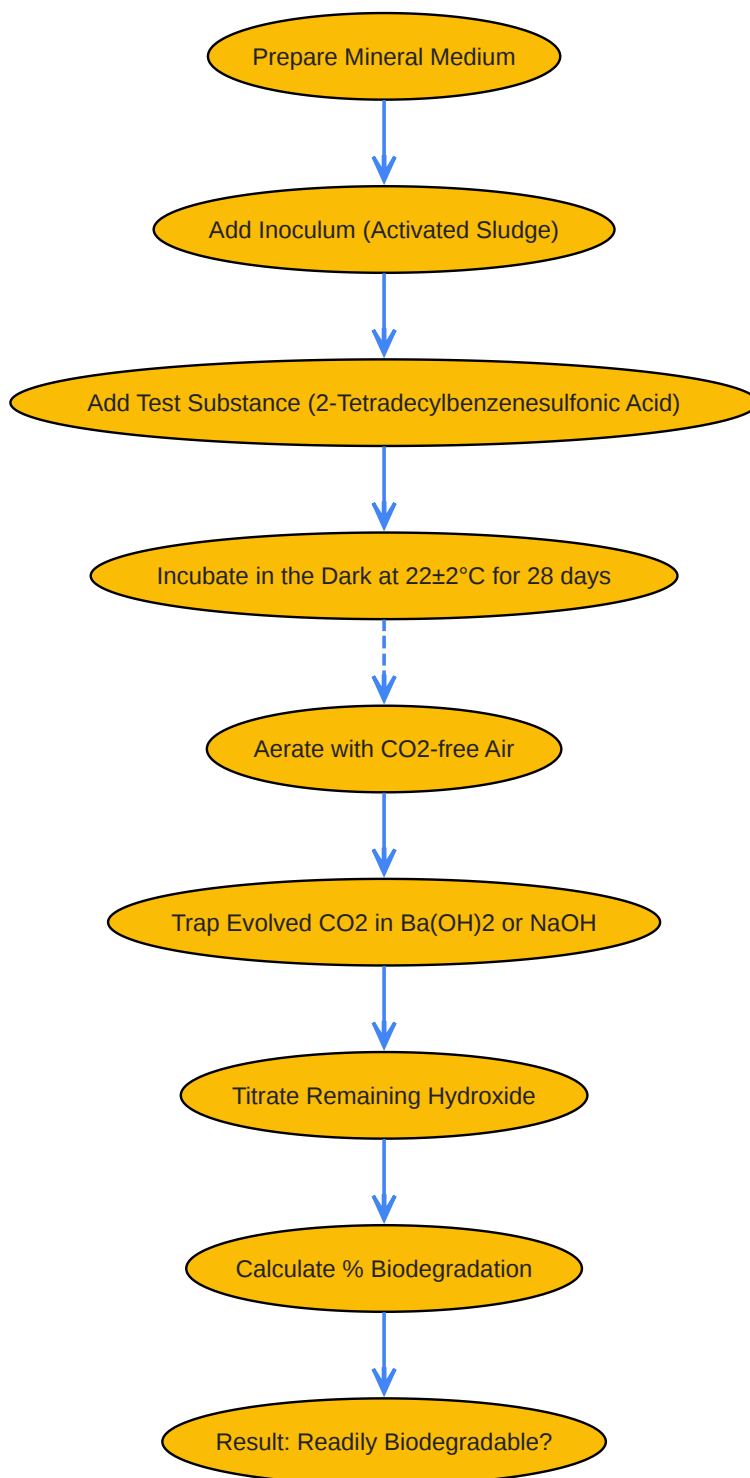 Prepare Mineral Medium
Add Inoculum (Activated Sludge)
Add Test Substance (2-Tetradecylbenzenesulfonic Acid)
Incubate in the Dark at 22±2°C for 28 days
Aerate with CO2-free Air
Trap Evolved CO2 in Ba(OH)2 or NaOH
Titrate Remaining Hydroxide
Calculate % Biodegradation
Result: Readily Biodegradable?